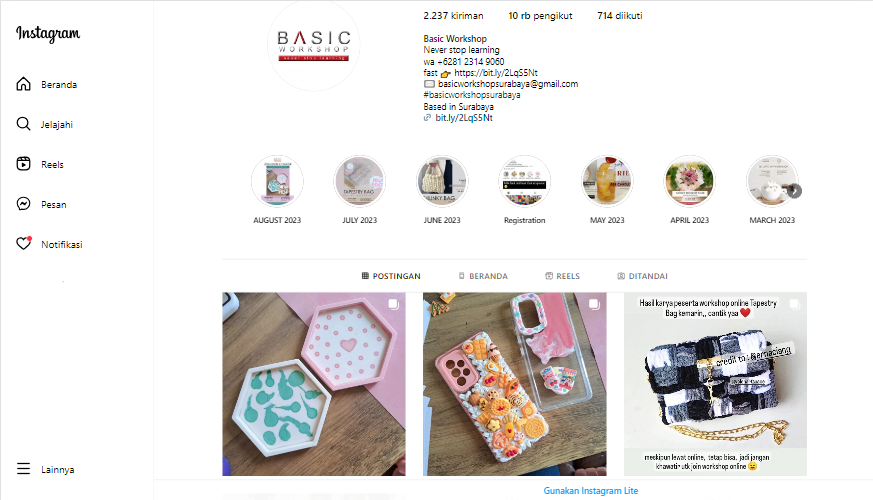 Instagram
Beranda
Jelajahi
Reels
Pesan
Notifikasi
Lainnya
BASIC
WORKSHOP
never stop learning
2.237 kiriman 10 rb pengikut 714 diikuti
Basic Workshop
Never stop learning
wa +6281 2314 9060
fast 👉 https://bit.ly/2LqS5Nt
✉️ basicworkshopsurabaya@gmail.com
#basicworkshopsurabaya
Based in Surabaya
bit.ly/2LqS5Nt
TAPESTRY BAG
AUGUST 2023 JULY 2023 JUNE 2023 Registration MAY 2023 APRIL 2023 MARCH 2023
POSTINGAN BERANDA REELS DITANDAI
Hasil karya peserta workshop online Tapestry
Bag kemarin,, cantik yaa ❤️
credit to : @ernaciang
meskipun lewat online, tetap bisa, jadi jangan
khawatir utk join workshop online 😉
Gunakan Instagram Lite